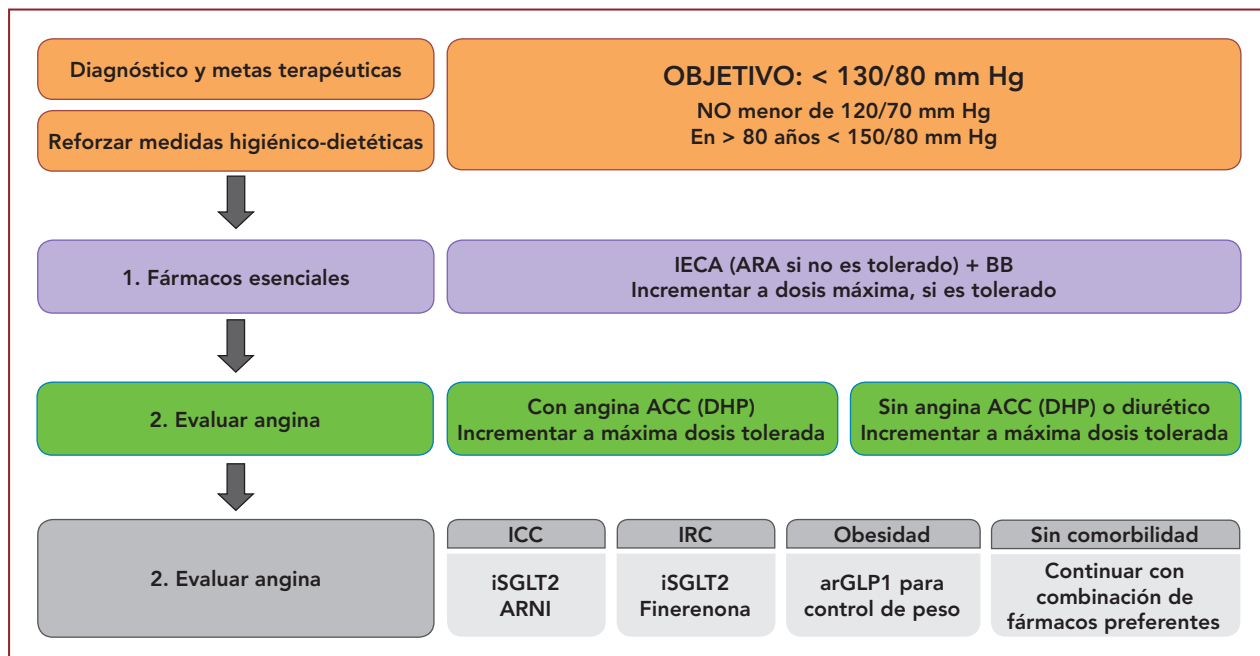 Diagnóstico y metas terapéuticas
Reforzar medidas higiénico-dietéticas
OBJETIVO: < 130/80 mm Hg
NO menor de 120/70 mm Hg
En > 80 años < 150/80 mm Hg
1. Fármacos esenciales
IECA (ARA si no es tolerado) + BB
Incrementar a dosis máxima, si es tolerado
2. Evaluar angina
Con angina ACC (DHP)
Incrementar a máxima dosis tolerada
Sin angina ACC (DHP) o diurético
Incrementar a máxima dosis tolerada
2. Evaluar angina
ICC
iSGLT2
ARNI
IRC
iSGLT2
Finerenona
Obesidad
arGLP1 para
control de peso
Sin comorbilidad
Continuar con
combinación de
fármacos preferentes